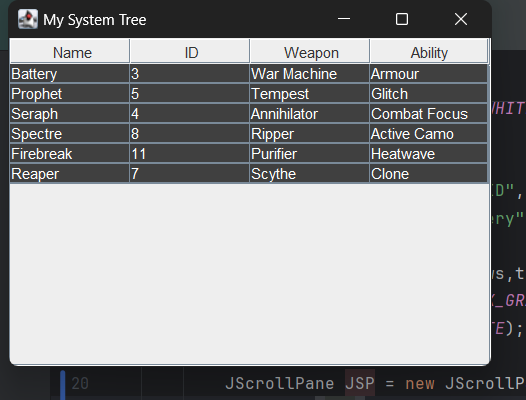 My System Tree
Name ID Weapon Ability
Battery 3 War Machine Armour
Prophet 5 Tempest Glitch
Seraph 4 Annihilator Combat Focus
Spectre 8 Ripper Active Camo
Firebreak 11 Purifier Heatwave
Reaper 7 Scythe Clone
WHIT
D",
ery"
ws,t
K_GR
TE);
20 JScrollPane JSP = new JScrollP